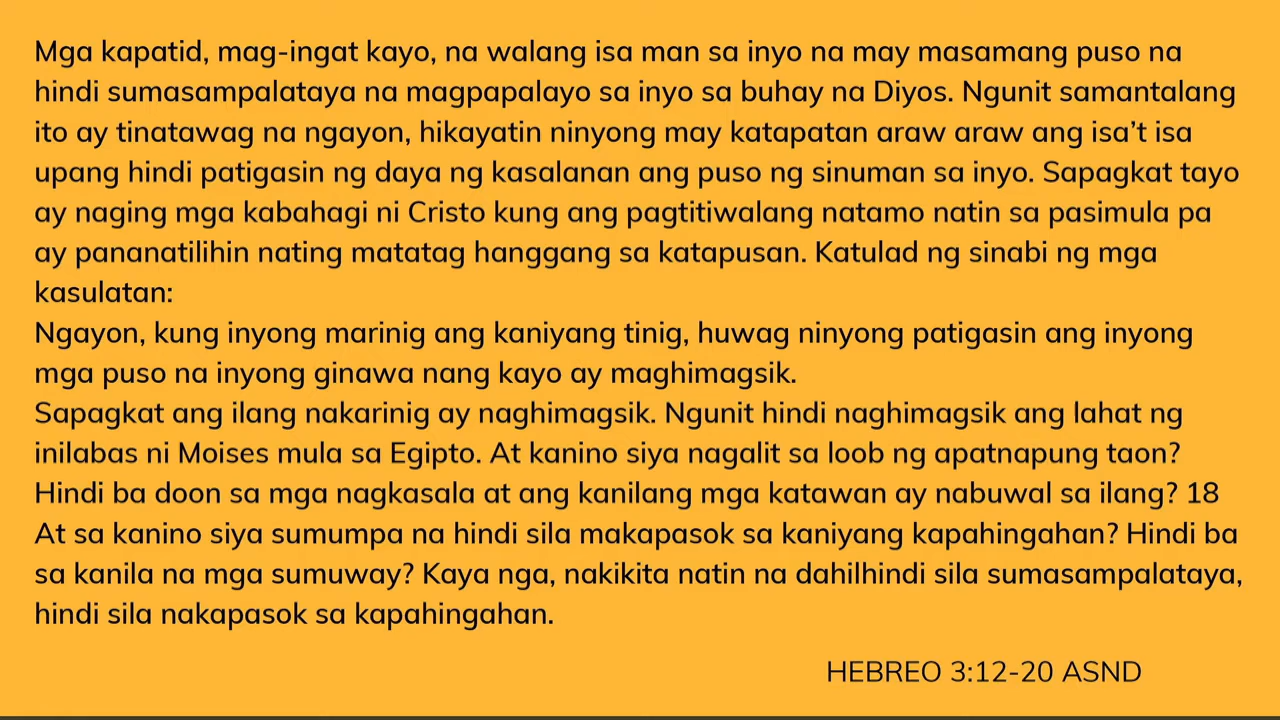 Mga kapatid, mag-ingat kayo, na walang isa man sa inyo na may masamang puso na
hindi sumasampalataya na magpapalayo sa inyo sa buhay na Diyos. Ngunit samantalang
ito ay tinatawag na ngayon, hikayatin ninyong may katapatan araw araw ang isa’t isa
upang hindi patigasin ng daya ng kasalanan ang puso ng sinuman sa inyo. Sapagkat tayo
ay naging mga kabahagi ni Cristo kung ang pagtitiwalang natamo natin sa pasimula pa
ay pananatilihin nating matatag hanggang sa katapusan. Katulad ng sinabi ng mga
kasulatan:
Ngayon, kung inyong marinig ang kaniyang tinig, huwag ninyong patigasin ang inyong
mga puso na inyong ginawa nang kayo ay maghimagsik.
Sapagkat ang ilang nakarinig ay naghimagsik. Ngunit hindi naghimagsik ang lahat ng
inilabas ni Moises mula sa Egipto. At kanino siya nagalit sa loob ng apatnapung taon?
Hindi ba doon sa mga nagkasala at ang kanilang mga katawan ay nabuwal sa ilang? 18
At sa kanino siya sumumpa na hindi sila makapasok sa kaniyang kapahingahan? Hindi ba
sa kanila na mga sumuway? Kaya nga, nakikita natin na dahilhindi sila sumasampalataya,
hindi sila nakapasok sa kapahingahan.
HEBREO 3:12-20 ASND